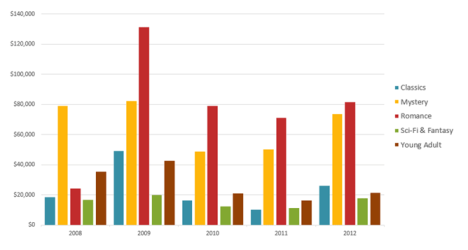 $140,000
$120,000
$100,000
$80,000
$60,000
$40,000
$20,000
$0
2008 2009 2010 2011 2012
Classics
Mystery
Romance
Sci-Fi & Fantasy
Young Adult